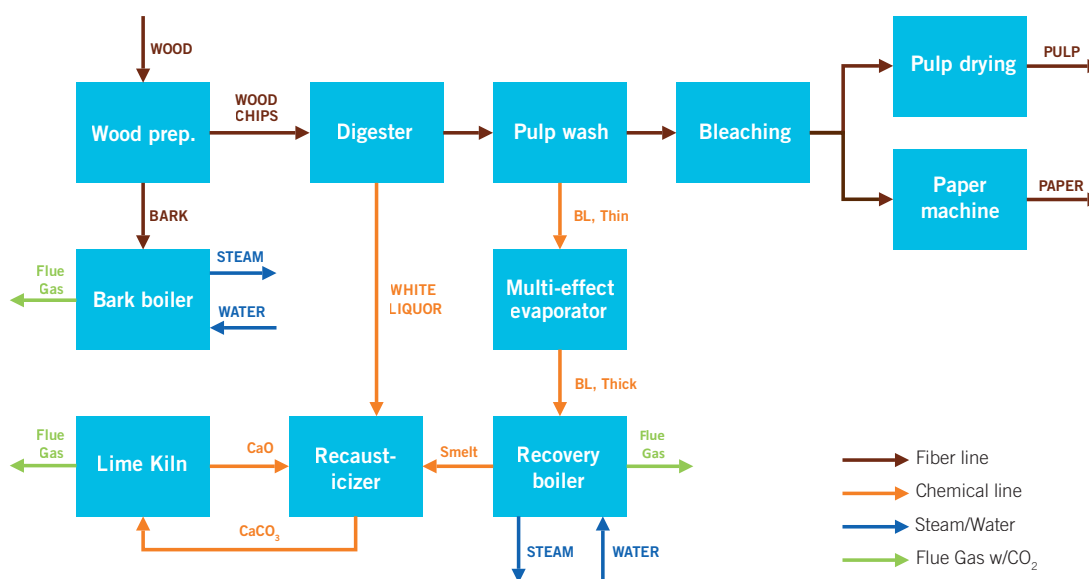 WOOD
Wood prep.
WOOD
CHIPS
Digester
Pulp wash
Bleaching
Pulp drying
PULP
Paper
machine
PAPER
BARK
Flue
Gas
Bark boiler
STEAM
WATER
WHITE
LIQUOR
BL, Thin
Multi-effect
evaporator
BL, Thick
Flue
Gas
Lime Kiln
CaO
Recaust-
icizer
Smelt
Recovery
boiler
Flue
Gas
CaCO₃
STEAM
WATER
Fiber line
Chemical line
Steam/Water
Flue Gas w/CO₂